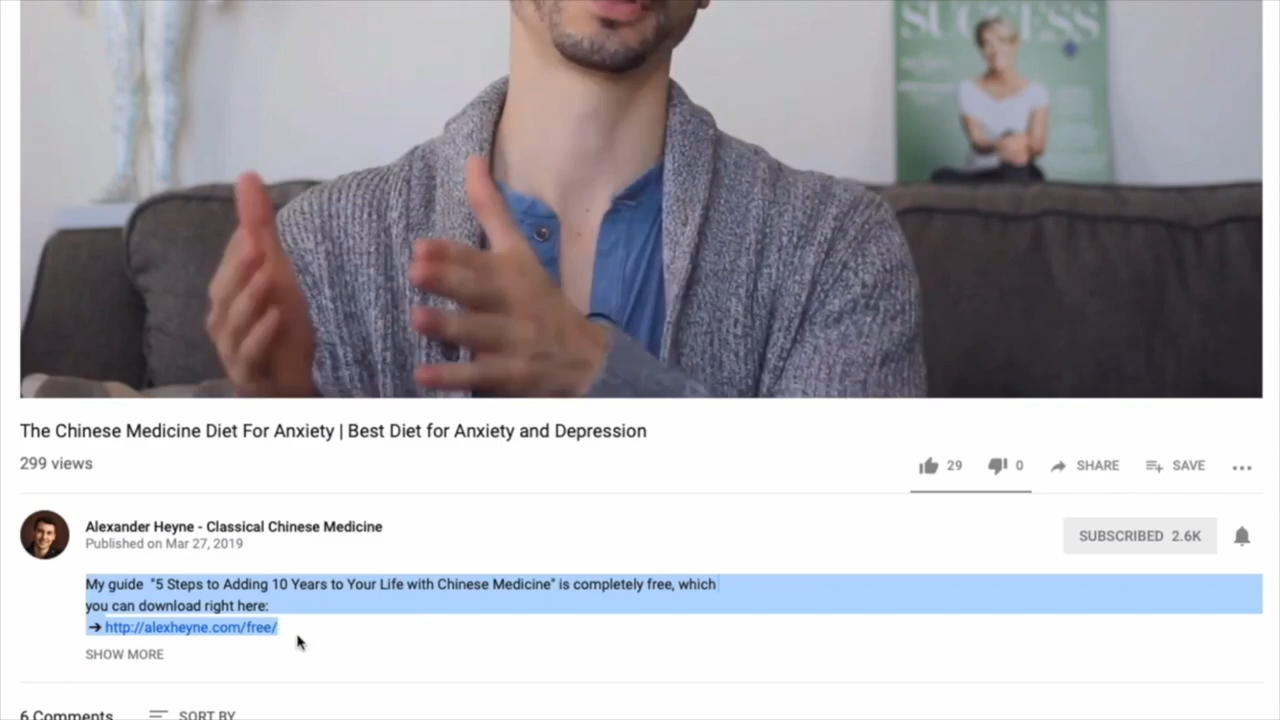 SUCCESS
The Chinese Medicine Diet For Anxiety | Best Diet for Anxiety and Depression
299 views
29
0
SHARE
SAVE
Alexander Heyne - Classical Chinese Medicine
Published on Mar 27, 2019
SUBSCRIBED 2.6K
My guide "5 Steps to Adding 10 Years to Your Life with Chinese Medicine" is completely free, which
you can download right here:
➔ http://alexheyne.com/free/
SHOW MORE
6 Comments
SORT BY